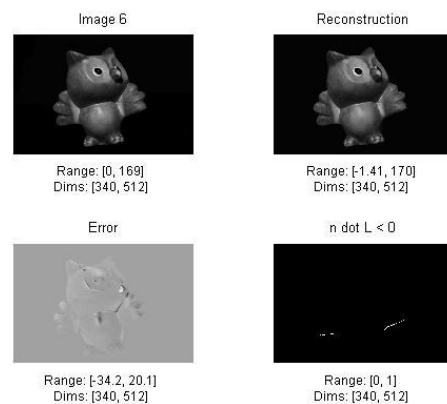 Image 6
Reconstruction
Range: [0, 169]
Dims: [340, 512]
Range: [-1.41, 170]
Dims: [340, 512]
Error
n dot L < 0
Range: [-34.2, 20.1]
Dims: [340, 512]
Range: [0, 1]
Dims: [340, 512]